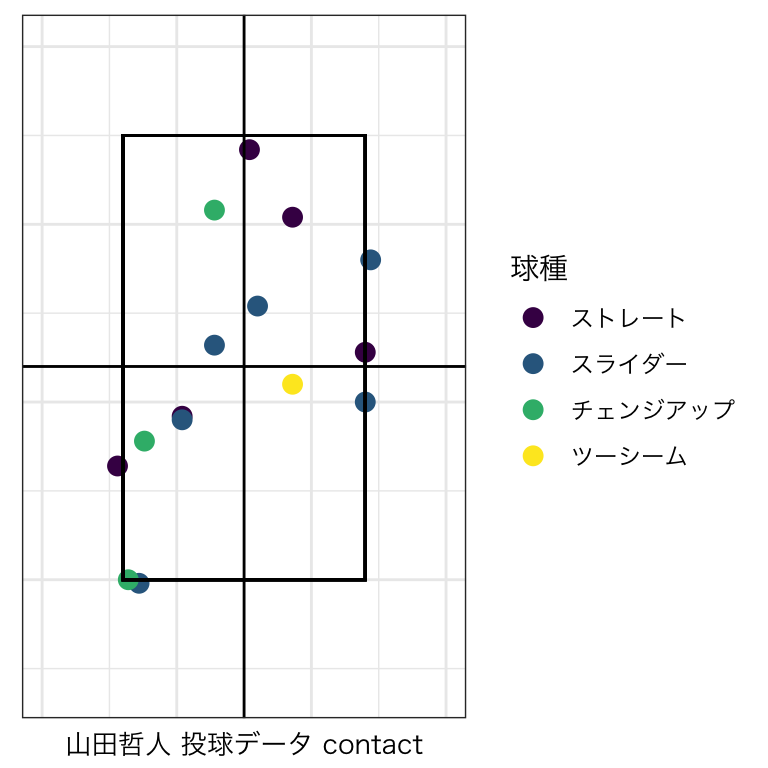 球種
ストレート
スライダー
チェンジアップ
ツーシーム
山田哲人 投球データ contact